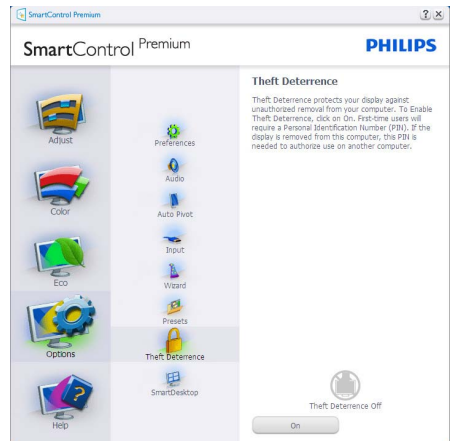 SmartControl Premium
SmartControl Premium
PHILIPS
Adjust
Color
Eco
Options
Help
Preferences
Audio
Auto Pivot
Input
Wizard
Presets
Theft Deterrence
SmartDesktop
Theft Deterrence
Theft Deterrence protects your display against
unauthorized removal from your computer. To Enable
Theft Deterrence, click on On. First-time users will
require a Personal Identification Number (PIN). If the
display is removed from this computer, this PIN is
needed to authorize use on another computer.
Theft Deterrence Off
On